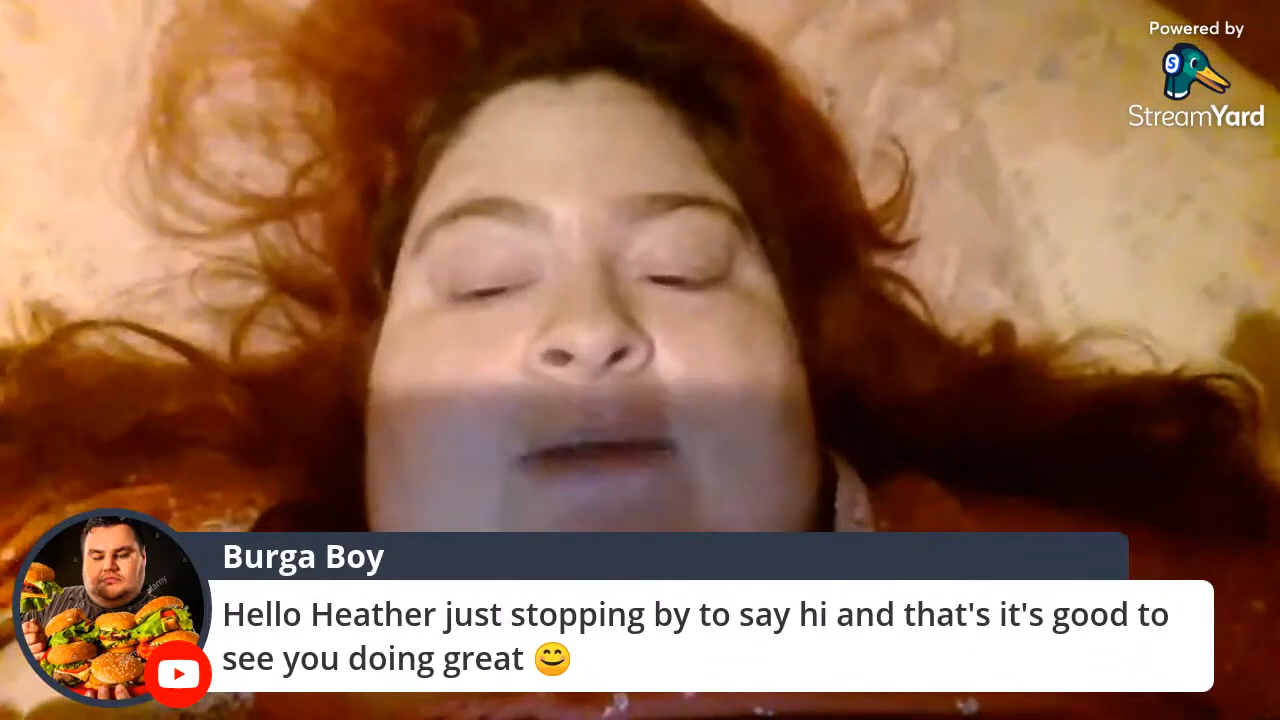 Powered by
StreamYard
Burga Boy
Hello Heather just stopping by to say hi and that's it's good to
see you doing great 😄